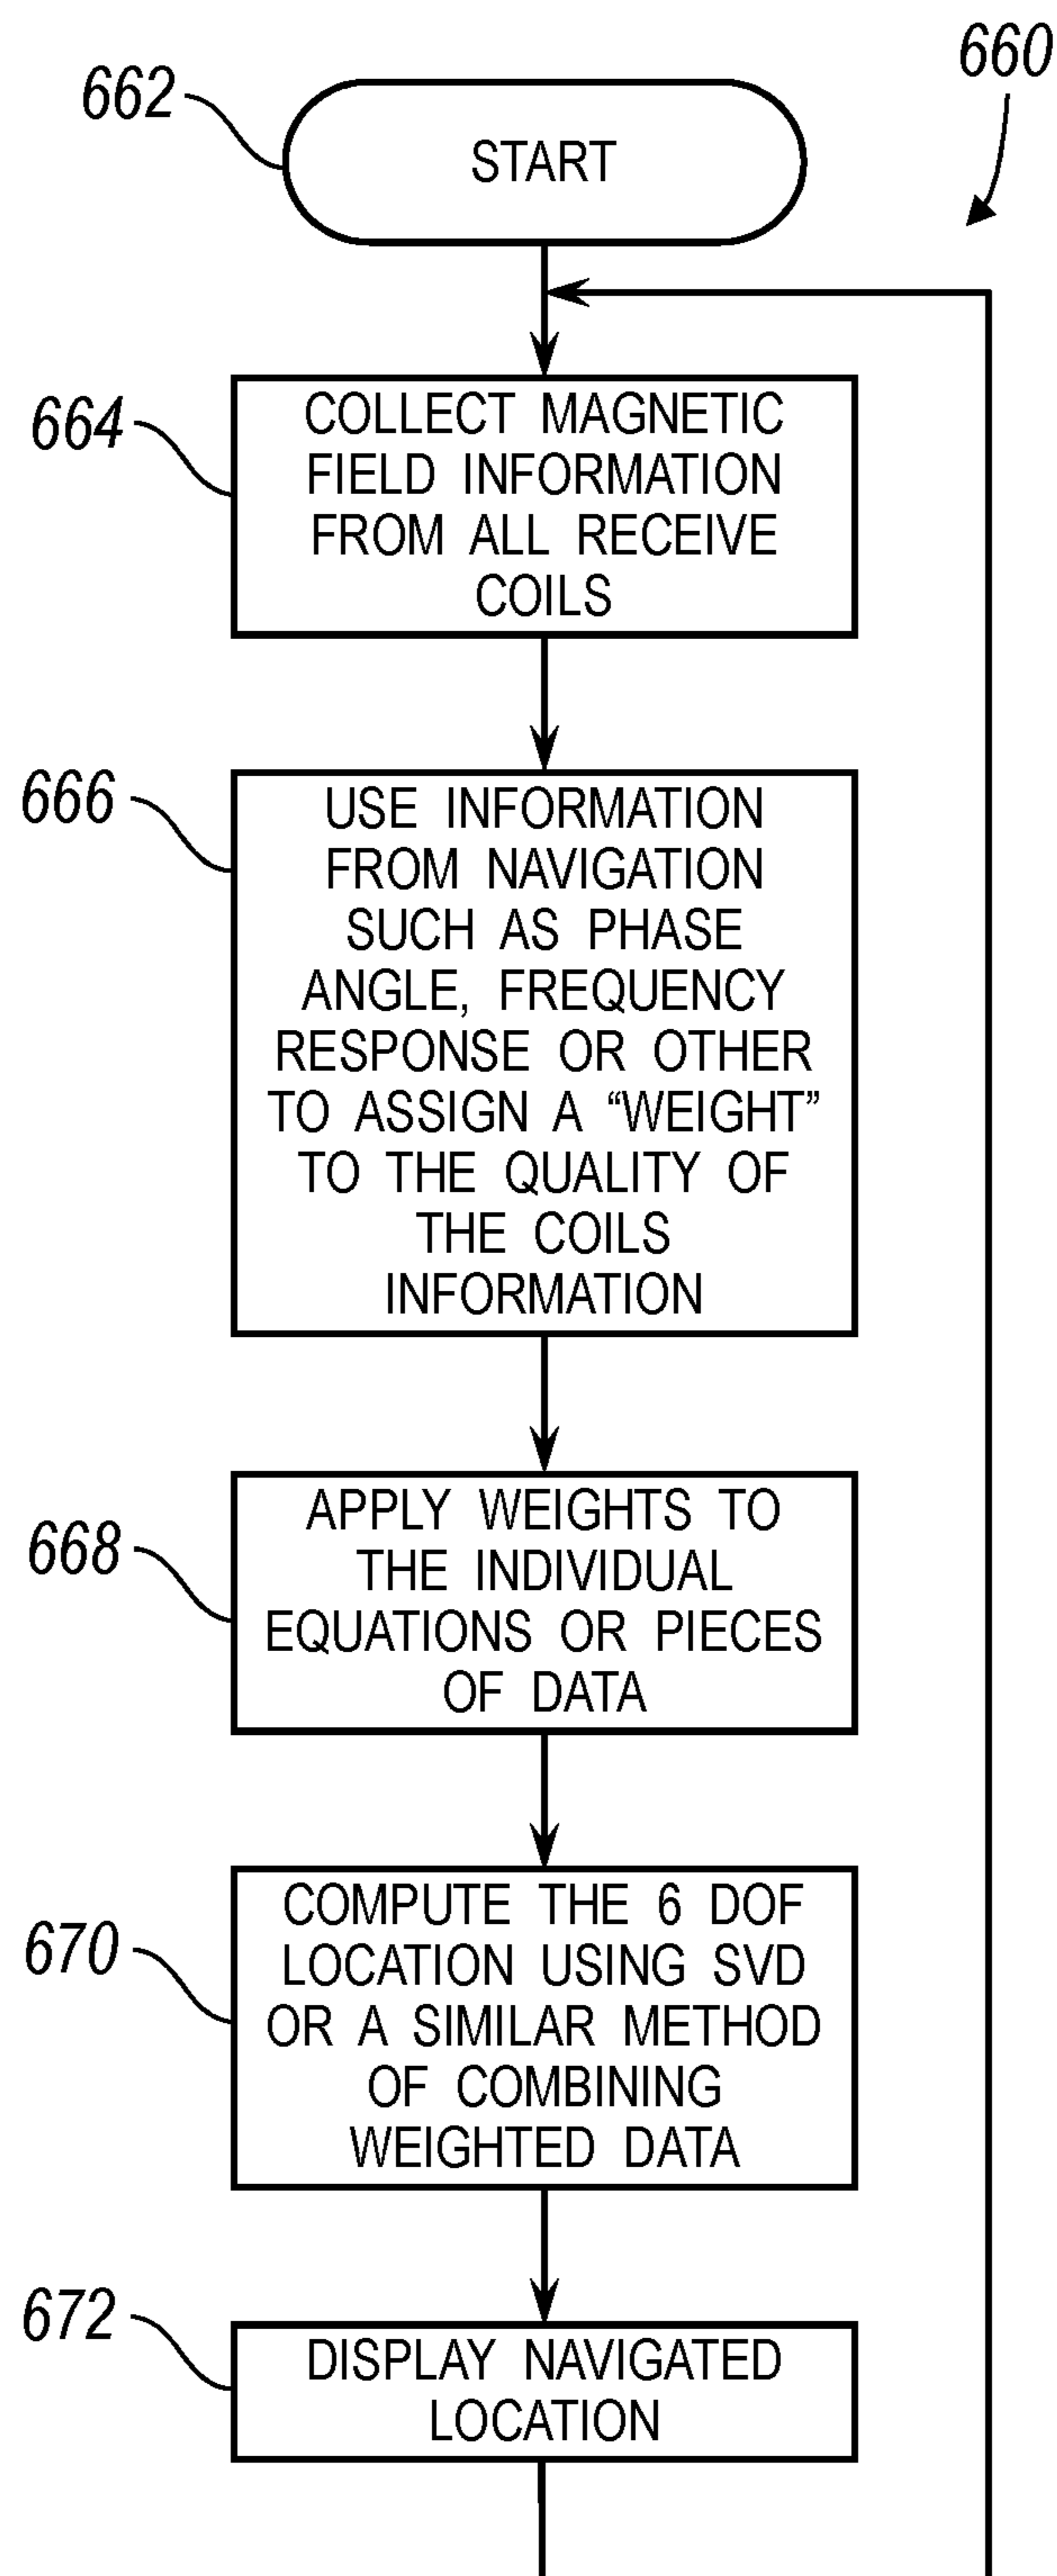 660
662
START
664
COLLECT MAGNETIC
FIELD INFORMATION
FROM ALL RECEIVE
COILS
666
USE INFORMATION
FROM NAVIGATION
SUCH AS PHASE
ANGLE, FREQUENCY
RESPONSE OR OTHER
TO ASSIGN A “WEIGHT”
TO THE QUALITY OF
THE COILS
INFORMATION
668
APPLY WEIGHTS TO
THE INDIVIDUAL
EQUATIONS OR PIECES
OF DATA
670
COMPUTE THE 6 DOF
LOCATION USING SVD
OR A SIMILAR METHOD
OF COMBINING
WEIGHTED DATA
672
DISPLAY NAVIGATED
LOCATION